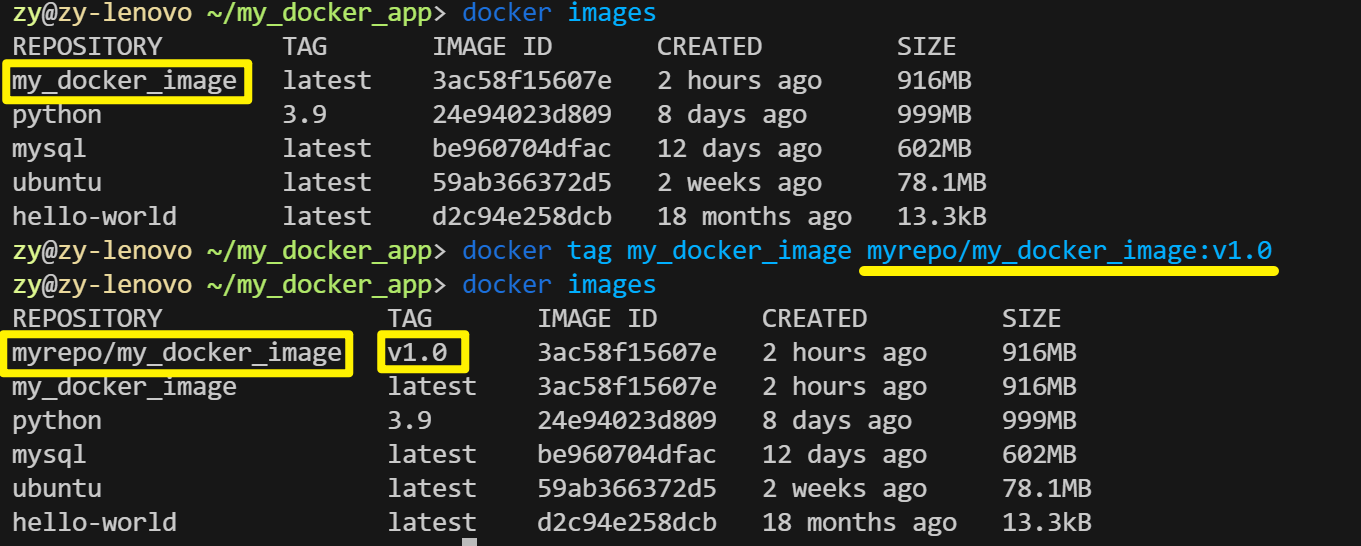 zy@zy-lenovo ~/my_docker_app> docker images
REPOSITORY TAG IMAGE ID CREATED SIZE
my_docker_image latest 3ac58f15607e 2 hours ago 916MB
python 3.9 24e94023d809 8 days ago 999MB
mysql latest be960704dfac 12 days ago 602MB
ubuntu latest 59ab366372d5 2 weeks ago 78.1MB
hello-world latest d2c94e258dcb 18 months ago 13.3kB
zy@zy-lenovo ~/my_docker_app> docker tag my_docker_image myrepo/my_docker_image:v1.0
zy@zy-lenovo ~/my_docker_app> docker images
REPOSITORY TAG IMAGE ID CREATED SIZE
myrepo/my_docker_image v1.0 3ac58f15607e 2 hours ago 916MB
my_docker_image latest 3ac58f15607e 2 hours ago 916MB
python 3.9 24e94023d809 8 days ago 999MB
mysql latest be960704dfac 12 days ago 602MB
ubuntu latest 59ab366372d5 2 weeks ago 78.1MB
hello-world latest d2c94e258dcb 18 months ago 13.3kB